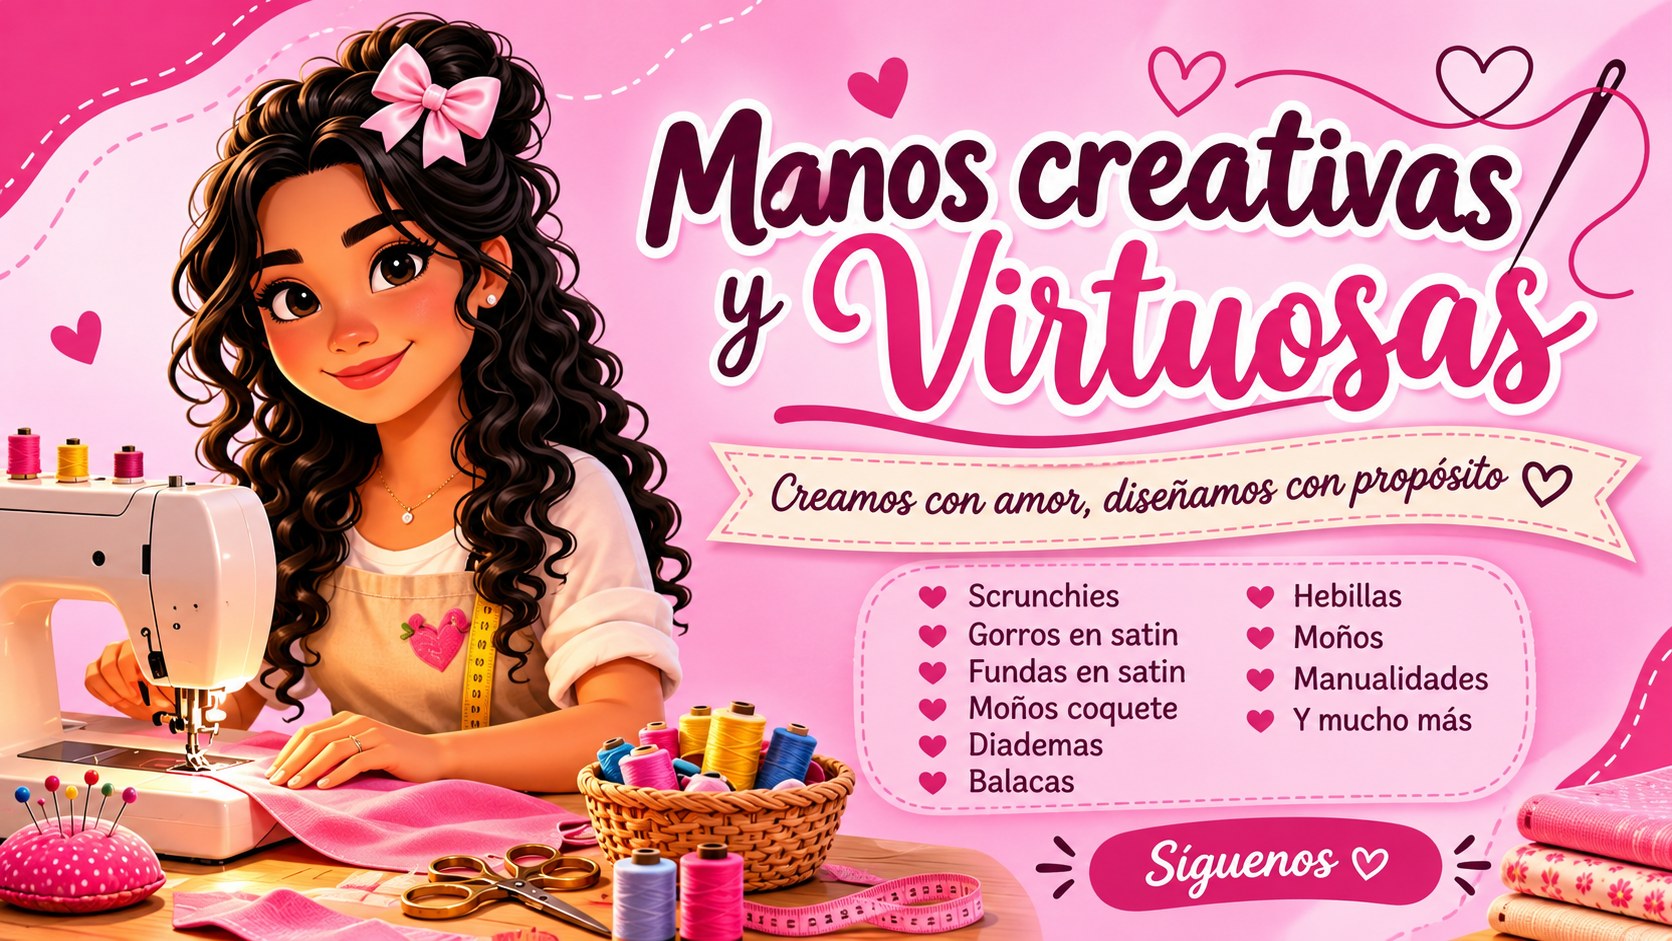 Manos creativas
y Virtuosas
Creamos con amor, diseñamos con propósito
Scrunchies
Gorros en satin
Fundas en satin
Moños coquete
Diademas
Balacas
Hebillas
Moños
Manualidades
Y mucho más
Síguenos